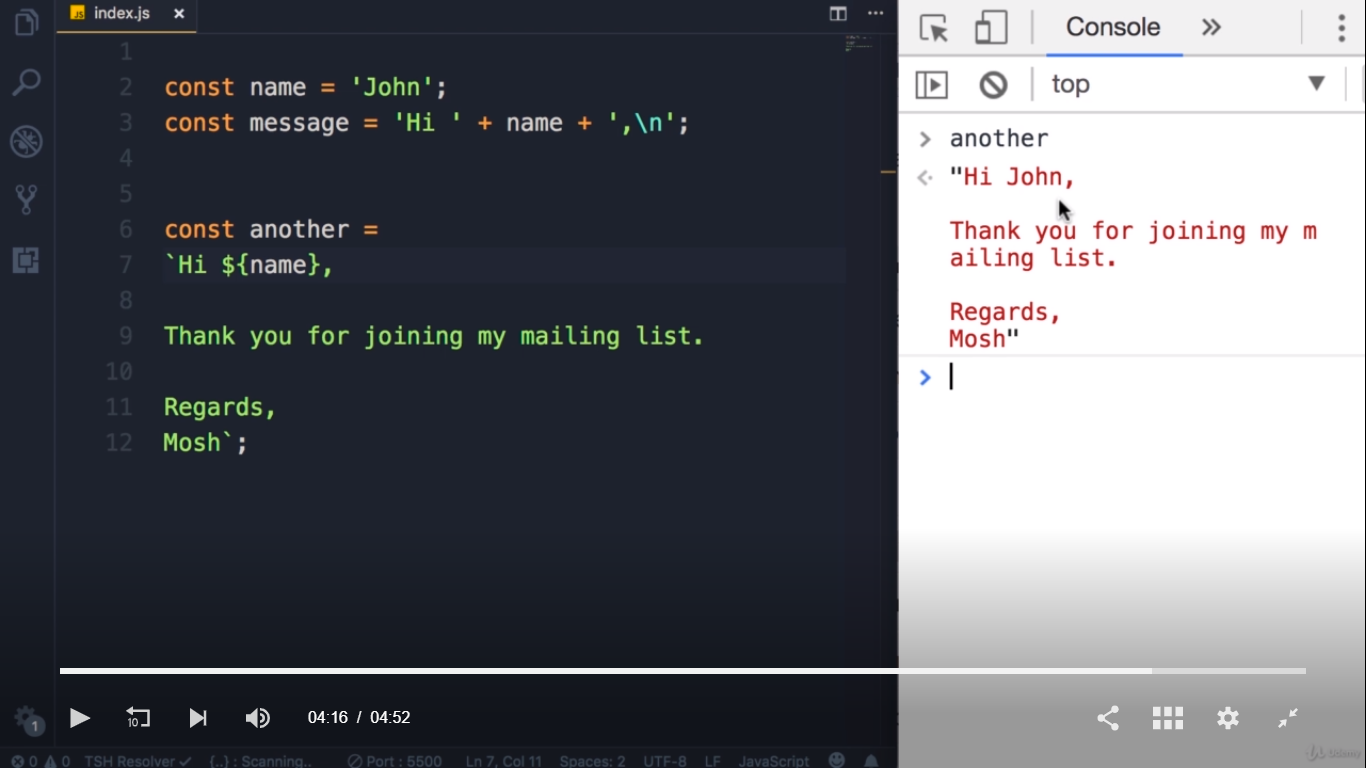 index.js
1
2 const name = 'John';
3 const message = 'Hi ' + name + ',\n';
4
5
6 const another =
7 `Hi ${name},
8
9 Thank you for joining my mailing list.
10
11 Regards,
12 Mosh`;
Console
top
another
"Hi John,
Thank you for joining my m
ailing list.
Regards,
Mosh"
10
04:16 / 04:52
1
0 0 TSH Resolver {..} : Scanning.. Port : 5500 Ln 7, Col 11 Spaces: 2 UTF-8 LF JavaScript
Udemy